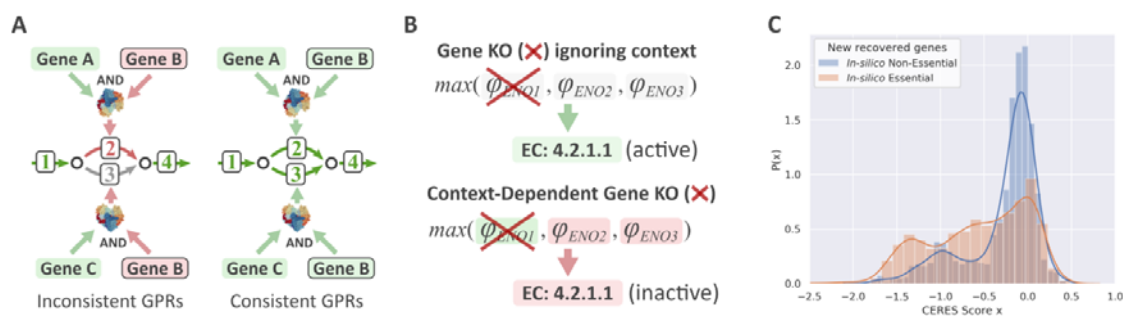 A
Gene A
Gene B
AND
1
2
3
4
AND
Gene C
Gene B
Inconsistent GPRs
Gene A
Gene B
AND
1
2
3
4
AND
Gene C
Gene B
Consistent GPRs
B
Gene KO (✗) ignoring context
max( φENO1 , φENO2 , φENO3 )
EC: 4.2.1.1 (active)
Context-Dependent Gene KO (✗)
max( φENO1 , φENO2 , φENO3 )
EC: 4.2.1.1 (inactive)
C
New recovered genes
In-silico Non-Essential
In-silico Essential
P(x)
2.0
1.5
1.0
0.5
0.0
−2.5 −2.0 −1.5 −1.0 −0.5 0.0 0.5 1.0
CERES Score x